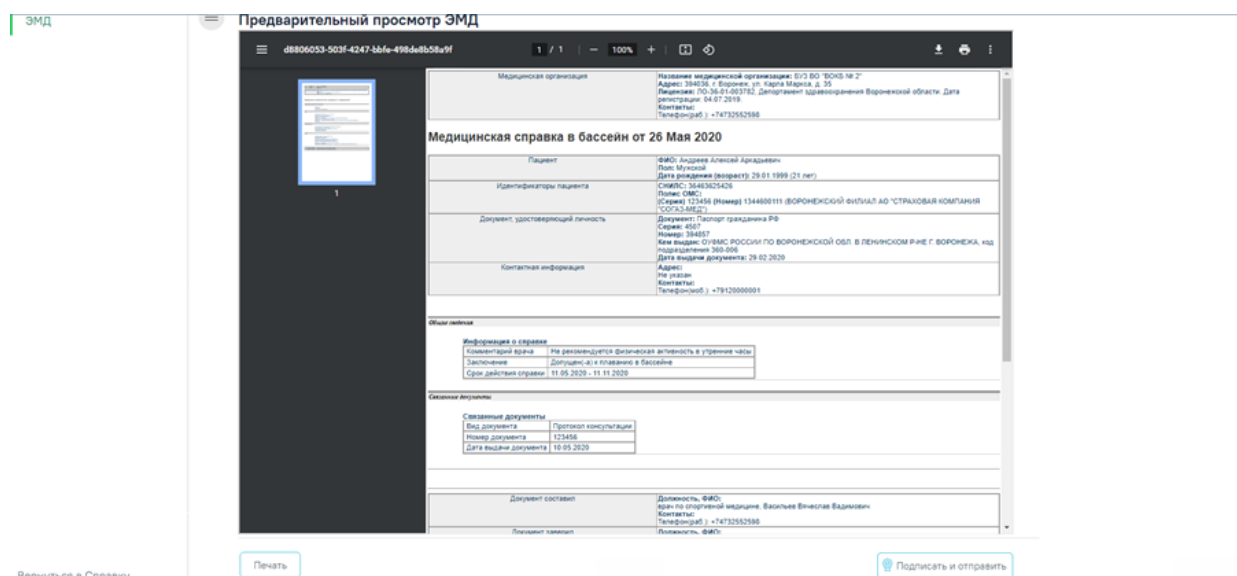 ЭМД
Предварительный просмотр ЭМД
d8806053-503f-4247-bbfe-498de8b58a9f
1 / 1
100%
1
Медицинская организация
Название медицинской организации: БУЗ ВО "ВОКБ № 2"
Адрес: 394036, г. Воронеж, ул. Карла Маркса, д. 35
Лицензия: ЛО-36-01-003782, Департамент здравоохранения Воронежской области. Дата
регистрации: 04.07.2019.
Контакты:
Телефон(раб.): +74732552598
Медицинская справка в бассейн от 26 Мая 2020
Пациент
ФИО: Андреев Алексей Аркадьевич
Пол: Мужской
Дата рождения (возраст): 29.01.1999 (21 лет)
Идентификаторы пациента
СНИЛС: 36463625426
Полис ОМС:
(Серия) 123456 (Номер) 1344600111 (ВОРОНЕЖСКИЙ ФИЛИАЛ АО "СТРАХОВАЯ КОМПАНИЯ
"СОГАЗ-МЕД")
Документ, удостоверяющий личность
Документ: Паспорт гражданина РФ
Серия: 4507
Номер: 394857
Кем выдан: ОУФМС РОССИИ ПО ВОРОНЕЖСКОЙ ОБЛ. В ЛЕНИНСКОМ Р-НЕ Г. ВОРОНЕЖА, код
подразделения 360-006
Дата выдачи документа: 29.02.2020
Контактная информация
Адрес:
Не указан
Контакты:
Телефон(моб.): +79120000001
Общие сведения
Информация о справке
Комментарий врача Не рекомендуется физическая активность в утренние часы
Заключение Допущен(-а) к плаванию в бассейне
Срок действия справки 11.05.2020 - 11.11.2020
Связанные документы
Связанные документы
Вид документа Протокол консультации
Номер документа 123456
Дата выдачи документа 10.05.2020
Документ составил
Должность, ФИО:
врач по спортивной медицине, Васильев Вячеслав Вадимович
Контакты:
Телефон(раб.): +74732552598
Документ заверил
Должность, ФИО:
Печать
Подписать и отправить
Вернуться в Справку